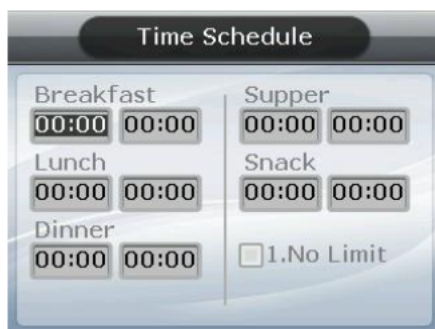 Time Schedule
Breakfast
00:00 00:00
Lunch
00:00 00:00
Dinner
00:00 00:00
Supper
00:00 00:00
Snack
00:00 00:00
1.No Limit